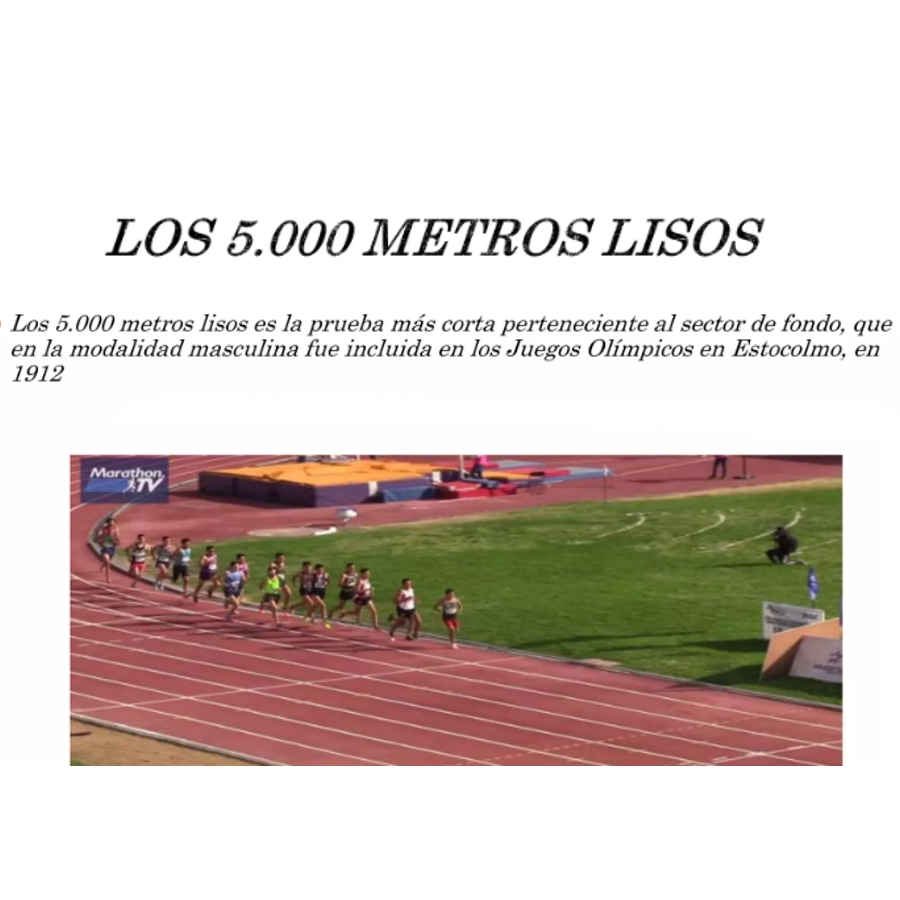 LOS 5.000 METROS LISOS
Los 5.000 metros lisos es la prueba más corta perteneciente al sector de fondo, que
en la modalidad masculina fue incluida en los Juegos Olímpicos en Estocolmo, en
1912
Marathon
TV